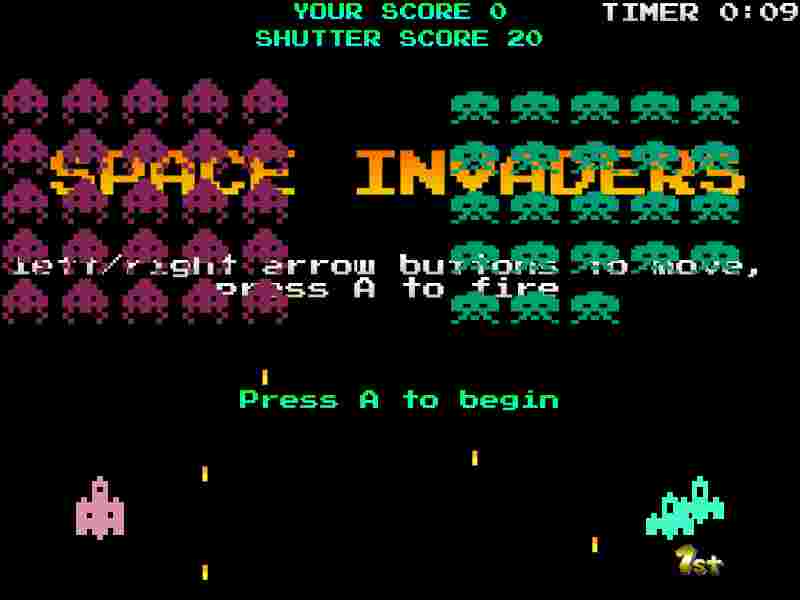 YOUR SCORE 0
TIMER 0:09
SHUTTER SCORE 20
SPACE INVADERS
left/right arrow buttons to move,
press A to fire
Press A to begin
1st